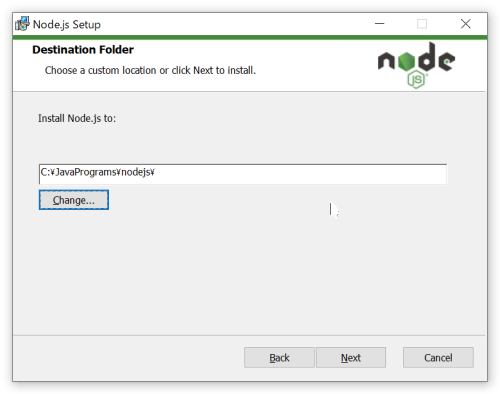 Node.js Setup
Destination Folder
Choose a custom location or click Next to install.
node
JS
Install Node.js to:
C:¥JavaPrograms¥nodejs¥
Change...
Back
Next
Cancel